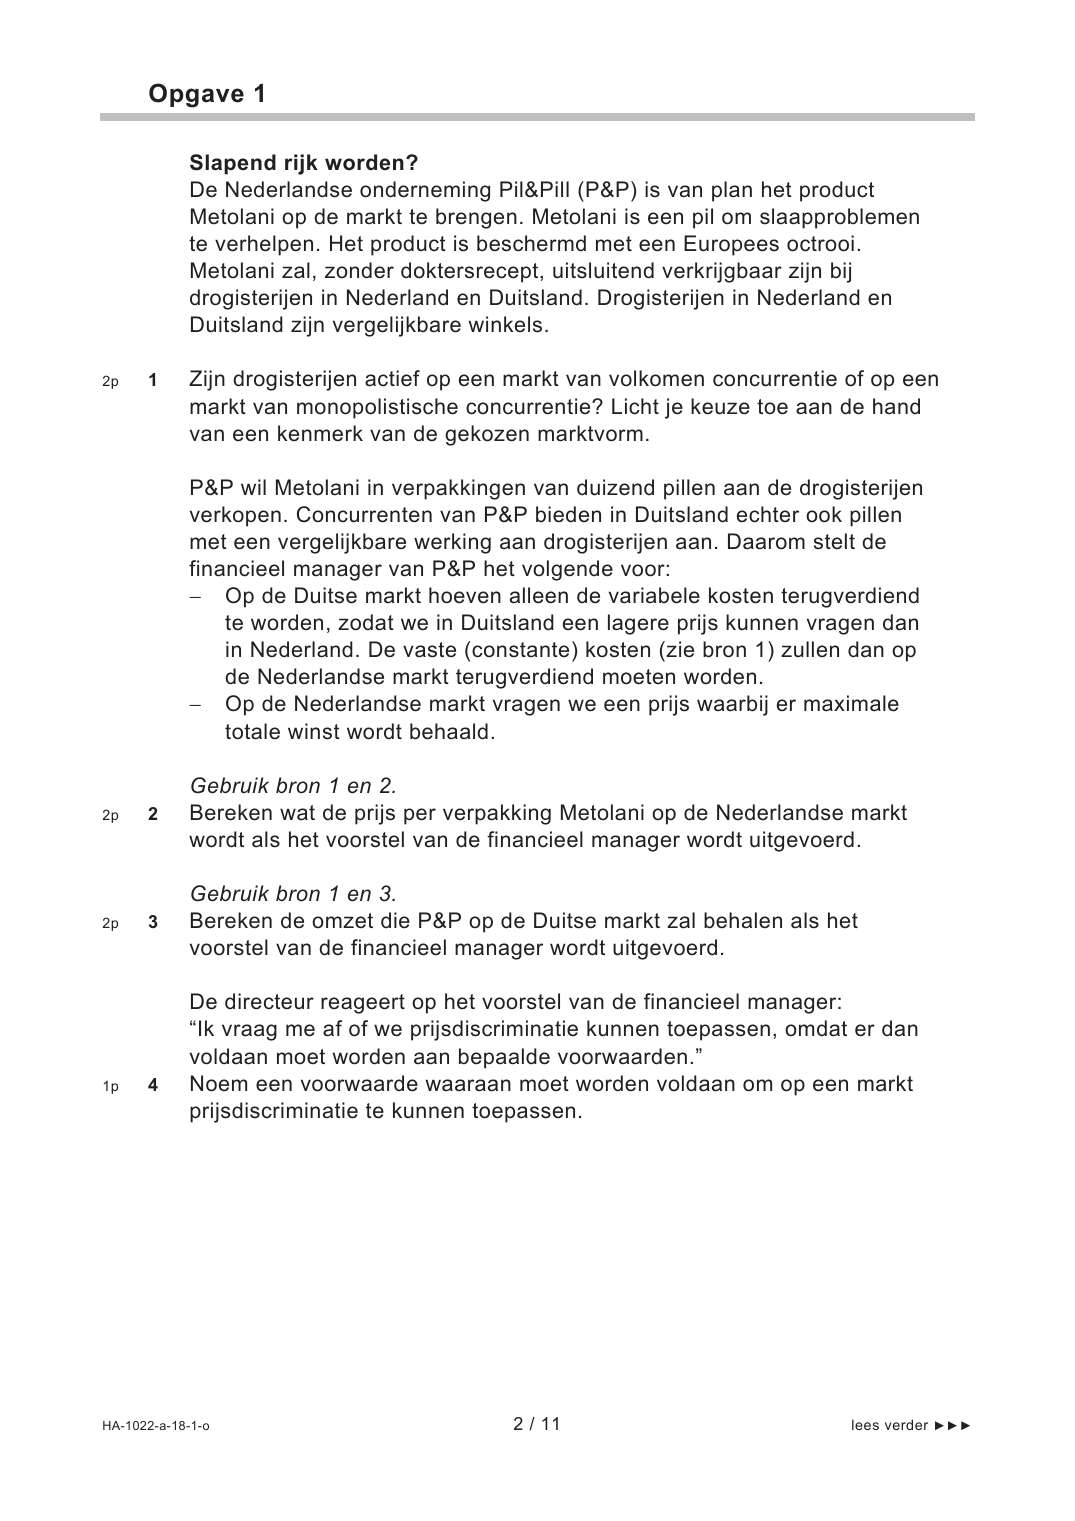 Opgave 1
Slapend rijk worden?
De Nederlandse onderneming Pil&Pill (P&P) is van plan het product
Metolani op de markt te brengen. Metolani is een pil om slaapproblemen
te verhelpen. Het product is beschermd met een Europees octrooi.
Metolani zal, zonder doktersrecept, uitsluitend verkrijgbaar zijn bij
drogisterijen in Nederland en Duitsland. Drogisterijen in Nederland en
Duitsland zijn vergelijkbare winkels.
2p 1 Zijn drogisterijen actief op een markt van volkomen concurrentie of op een
markt van monopolistische concurrentie? Licht je keuze toe aan de hand
van een kenmerk van de gekozen marktvorm.
P&P wil Metolani in verpakkingen van duizend pillen aan de drogisterijen
verkopen. Concurrenten van P&P bieden in Duitsland echter ook pillen
met een vergelijkbare werking aan drogisterijen aan. Daarom stelt de
financieel manager van P&P het volgende voor:
− Op de Duitse markt hoeven alleen de variabele kosten terugverdiend
te worden, zodat we in Duitsland een lagere prijs kunnen vragen dan
in Nederland. De vaste (constante) kosten (zie bron 1) zullen dan op
de Nederlandse markt terugverdiend moeten worden.
− Op de Nederlandse markt vragen we een prijs waarbij er maximale
totale winst wordt behaald.
Gebruik bron 1 en 2.
2p 2 Bereken wat de prijs per verpakking Metolani op de Nederlandse markt
wordt als het voorstel van de financieel manager wordt uitgevoerd.
Gebruik bron 1 en 3.
2p 3 Bereken de omzet die P&P op de Duitse markt zal behalen als het
voorstel van de financieel manager wordt uitgevoerd.
De directeur reageert op het voorstel van de financieel manager:
“Ik vraag me af of we prijsdiscriminatie kunnen toepassen, omdat er dan
voldaan moet worden aan bepaalde voorwaarden.”
1p 4 Noem een voorwaarde waaraan moet worden voldaan om op een markt
prijsdiscriminatie te kunnen toepassen.
HA-1022-a-18-1-o 2 / 11 lees verder ►►►